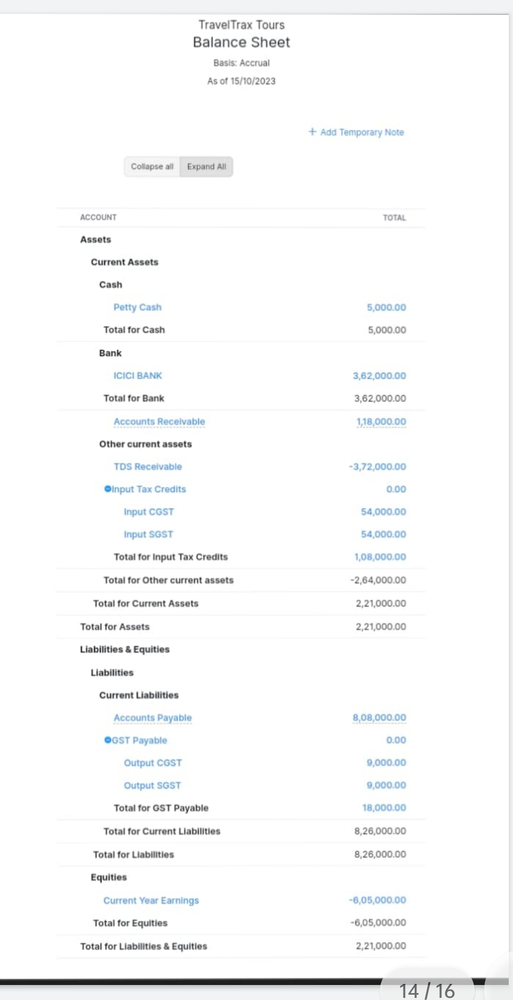 TravelTrax Tours
Balance Sheet
Basis: Accrual
As of 15/10/2023
+ Add Temporary Note
Collapse all Expand All
ACCOUNT TOTAL
Assets
Current Assets
Cash
Petty Cash 5,000.00
Total for Cash 5,000.00
Bank
ICICI BANK 3,62,000.00
Total for Bank 3,62,000.00
Accounts Receivable 1,18,000.00
Other current assets
TDS Receivable -3,72,000.00
Input Tax Credits 0.00
Input CGST 54,000.00
Input SGST 54,000.00
Total for Input Tax Credits 1,08,000.00
Total for Other current assets -2,64,000.00
Total for Current Assets 2,21,000.00
Total for Assets 2,21,000.00
Liabilities & Equities
Liabilities
Current Liabilities
Accounts Payable 8,08,000.00
GST Payable 0.00
Output CGST 9,000.00
Output SGST 9,000.00
Total for GST Payable 18,000.00
Total for Current Liabilities 8,26,000.00
Total for Liabilities 8,26,000.00
Equities
Current Year Earnings -6,05,000.00
Total for Equities -6,05,000.00
Total for Liabilities & Equities 2,21,000.00
14 / 16